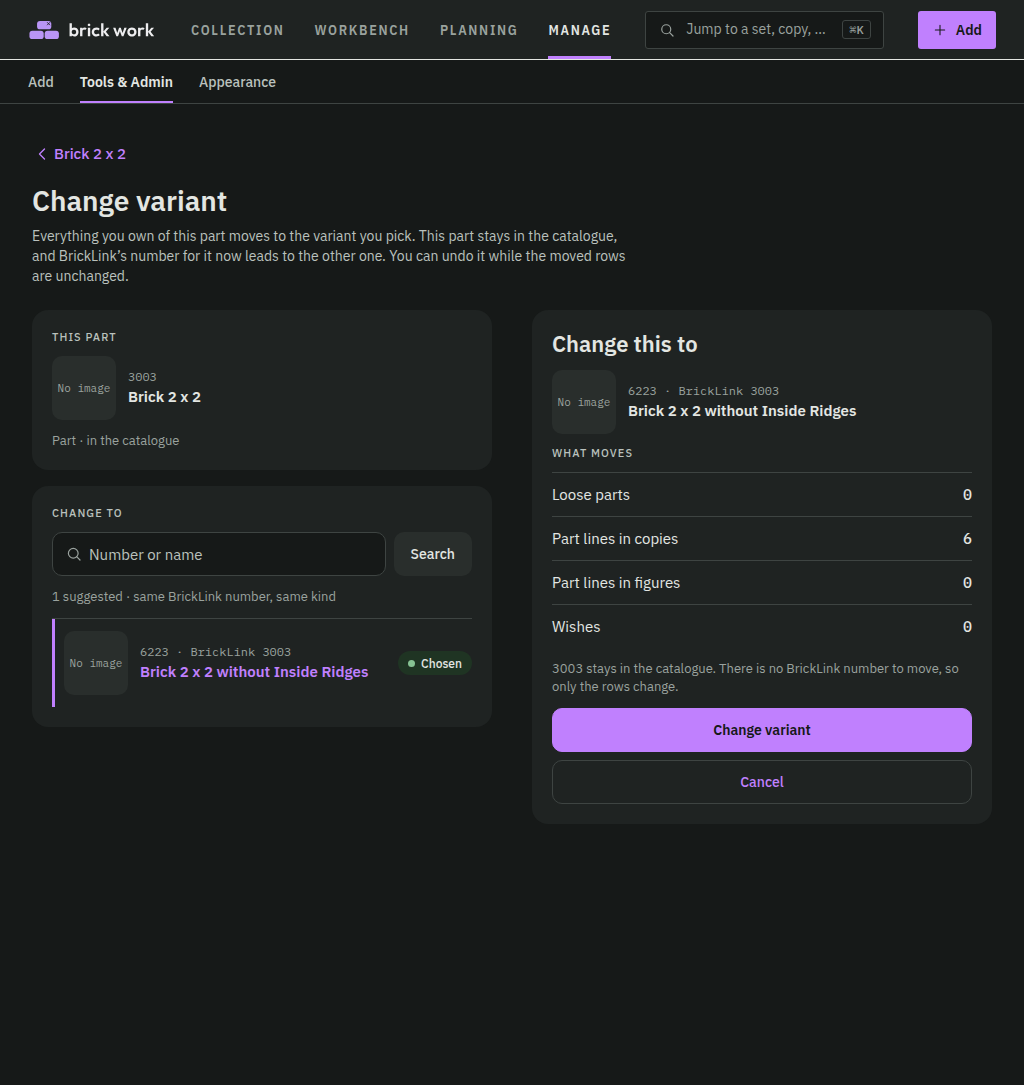 brick work
COLLECTION
WORKBENCH
PLANNING
MANAGE
Jump to a set, copy, ...
⌘K
+ Add
Add
Tools & Admin
Appearance
Brick 2 x 2
Change variant
Everything you own of this part moves to the variant you pick. This part stays in the catalogue,
and BrickLink’s number for it now leads to the other one. You can undo it while the moved rows
are unchanged.
THIS PART
No image
3003
Brick 2 x 2
Part · in the catalogue
CHANGE TO
Number or name
Search
1 suggested · same BrickLink number, same kind
No image
6223 · BrickLink 3003
Brick 2 x 2 without Inside Ridges
Chosen
Change this to
No image
6223 · BrickLink 3003
Brick 2 x 2 without Inside Ridges
WHAT MOVES
Loose parts 0
Part lines in copies 6
Part lines in figures 0
Wishes 0
3003 stays in the catalogue. There is no BrickLink number to move, so
only the rows change.
Change variant
Cancel